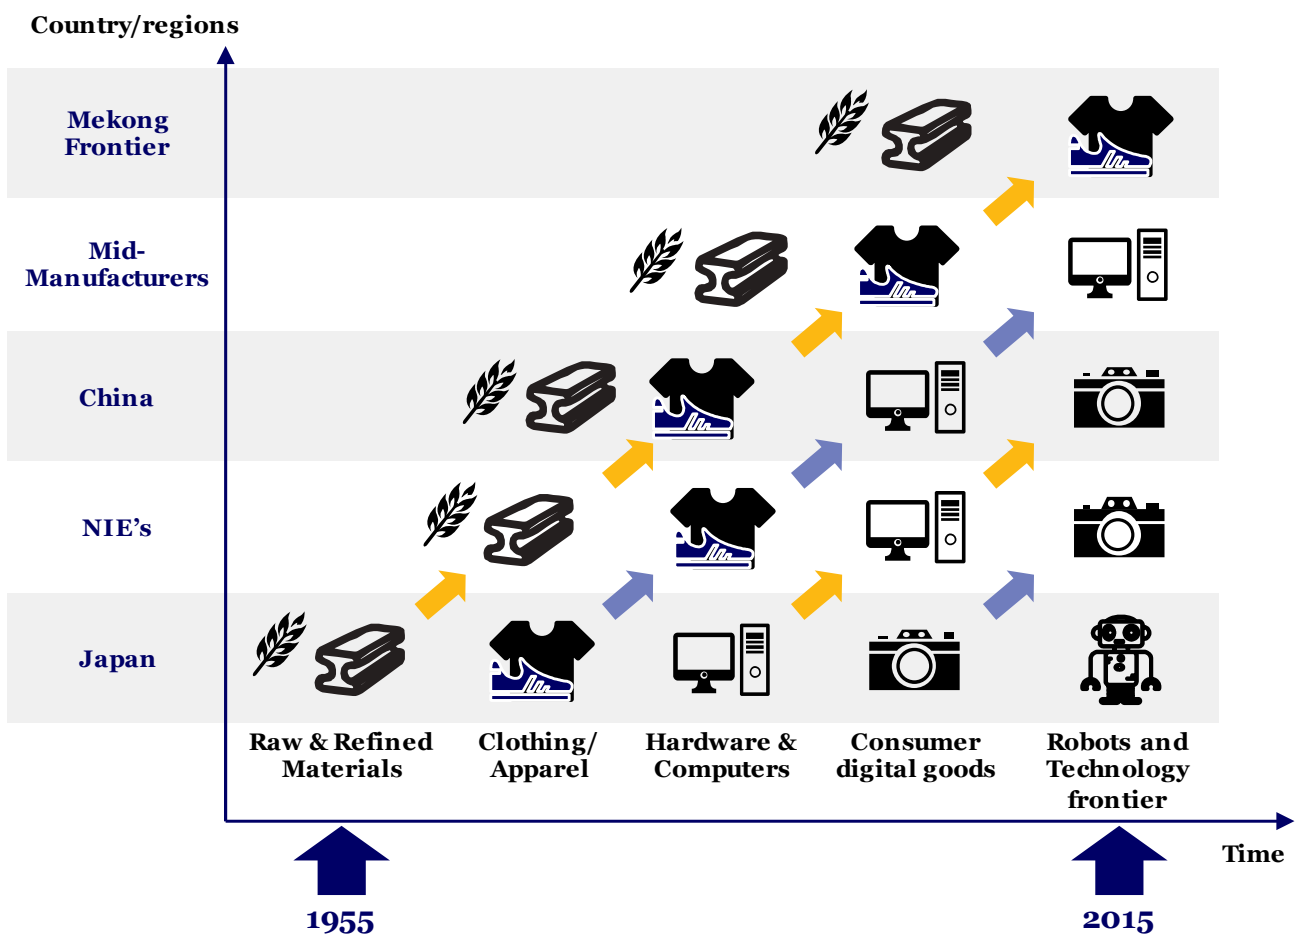 Country/regions
Mekong
Frontier
Mid-
Manufacturers
China
NIE’s
Japan
Raw & Refined
Materials
Clothing/
Apparel
Hardware &
Computers
Consumer
digital goods
Robots and
Technology
frontier
Time
1955
2015